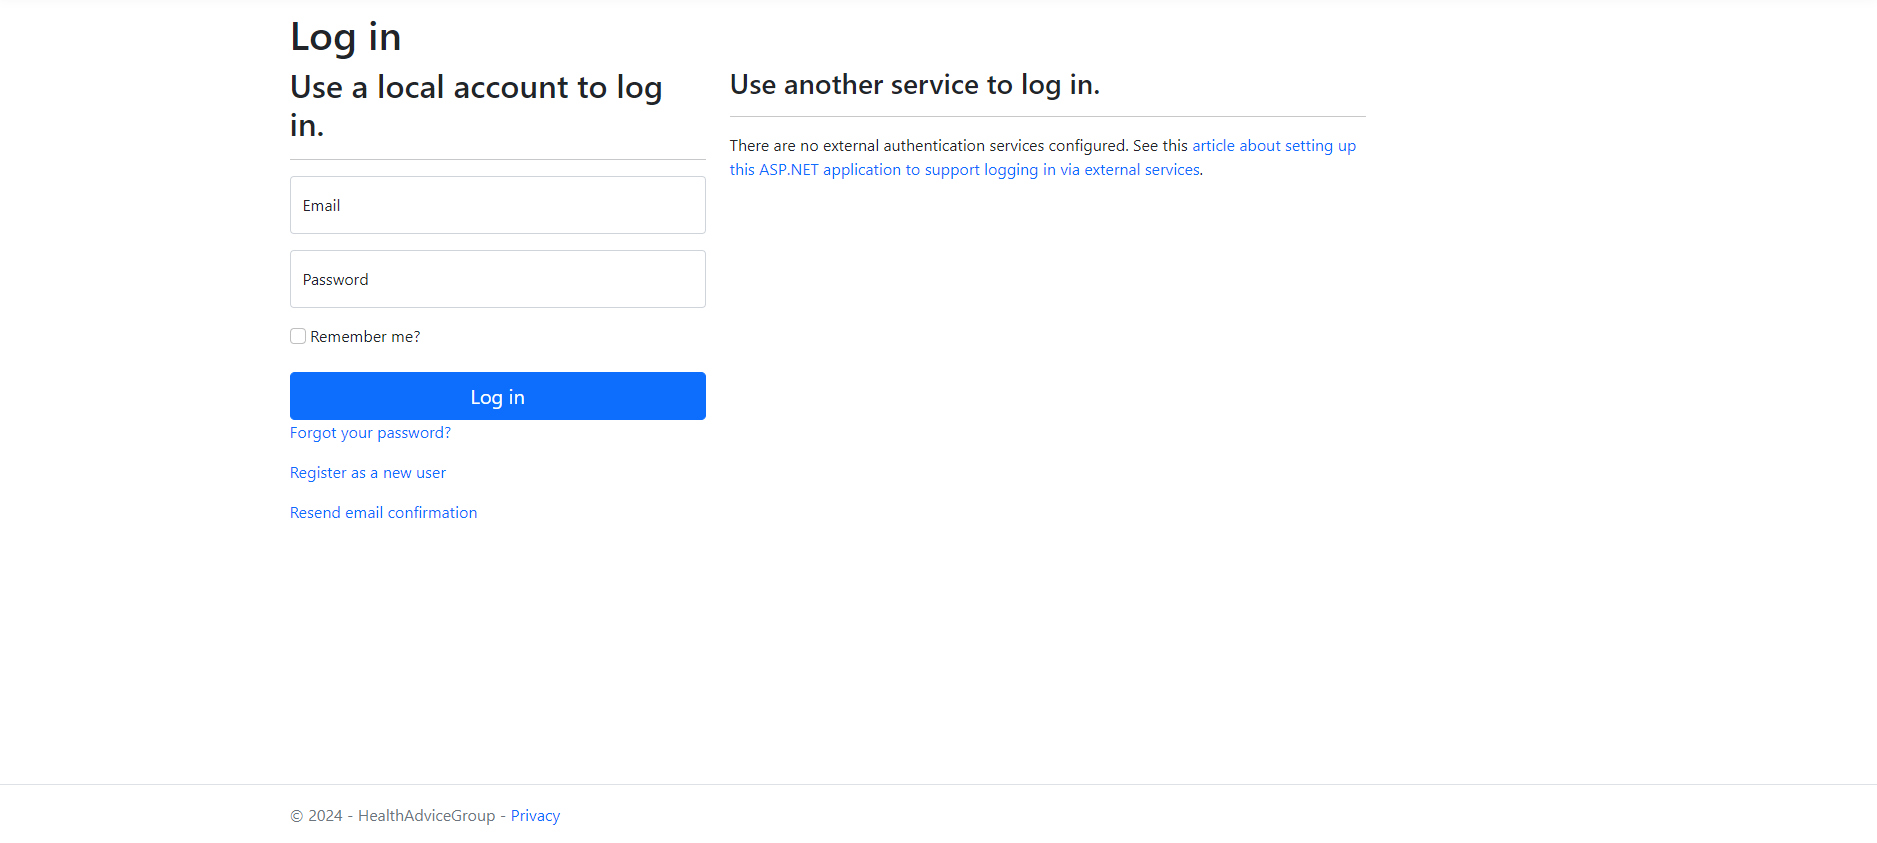 Log in
Use a local account to log
in.
Email
Password
Remember me?
Log in
Forgot your password?
Register as a new user
Resend email confirmation
Use another service to log in.
There are no external authentication services configured. See this article about setting up
this ASP.NET application to support logging in via external services.
© 2024 - HealthAdviceGroup - Privacy